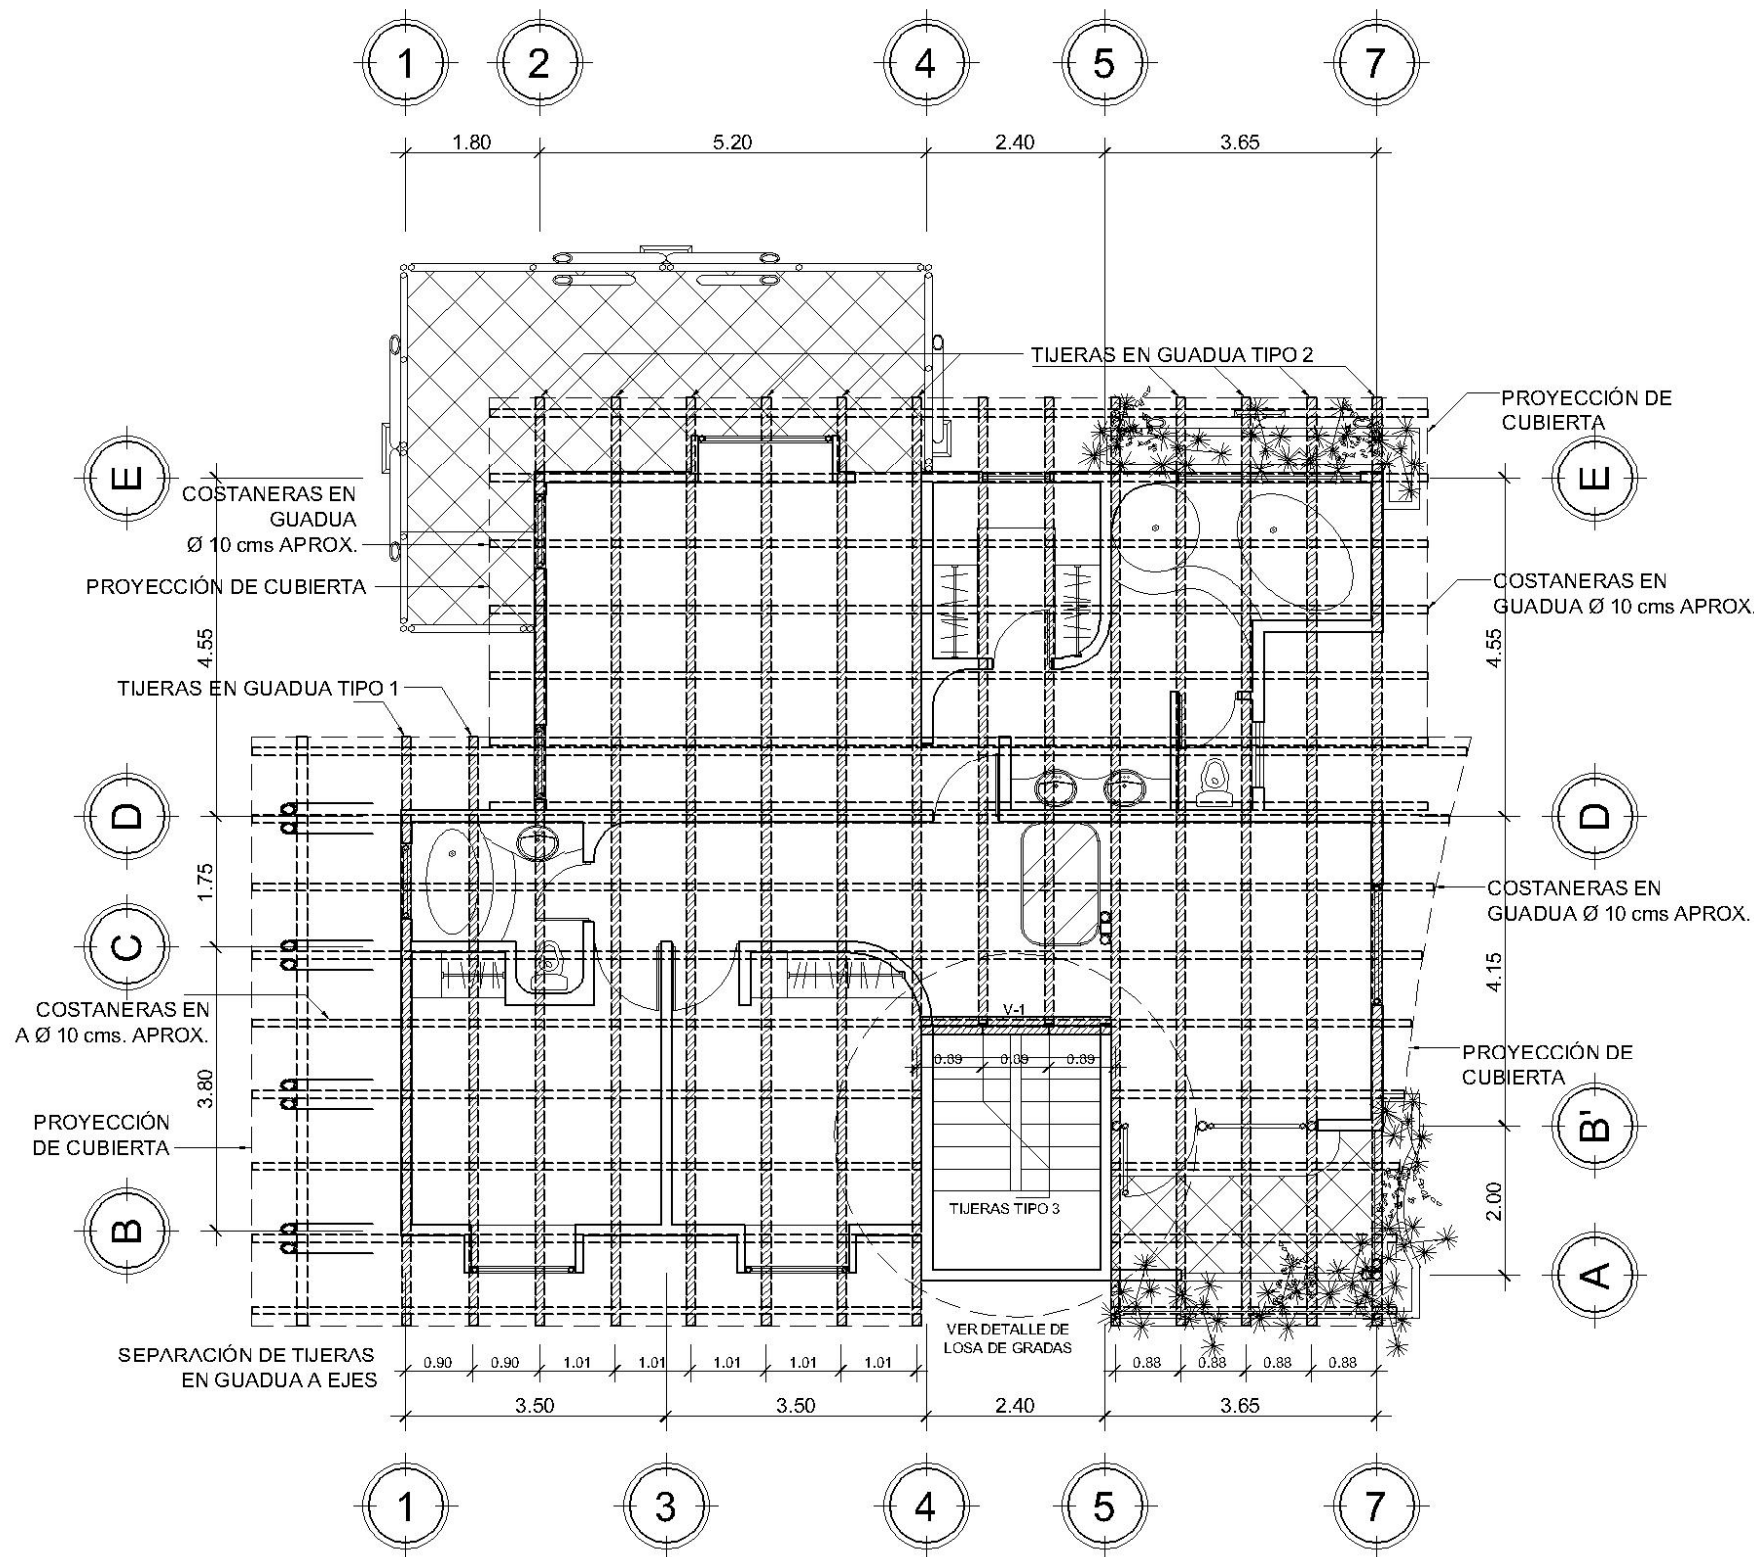 1 2 4 5 7
1.80 5.20 2.40 3.65
TIJERAS EN GUADUA TIPO 2
PROYECCIÓN DE
CUBIERTA
E E
COSTANERAS EN
GUADUA
Ø 10 cms APROX.
PROYECCIÓN DE CUBIERTA
COSTANERAS EN
GUADUA Ø 10 cms APROX.
4.55 4.55
TIJERAS EN GUADUA TIPO 1
D D
1.75
COSTANERAS EN
GUADUA Ø 10 cms APROX.
C
4.15
COSTANERAS EN
A Ø 10 cms. APROX.
V-1
0.89 0.89 0.89
PROYECCIÓN DE
CUBIERTA
3.80
PROYECCIÓN
DE CUBIERTA
B'
B
2.00
TIJERAS TIPO 3
A
VER DETALLE DE
LOSA DE GRADAS
SEPARACIÓN DE TIJERAS
EN GUADUA A EJES
0.90 0.90 1.01 1.01 1.01 1.01 1.01 0.88 0.88 0.88 0.88
3.50 3.50 2.40 3.65
1 3 4 5 7